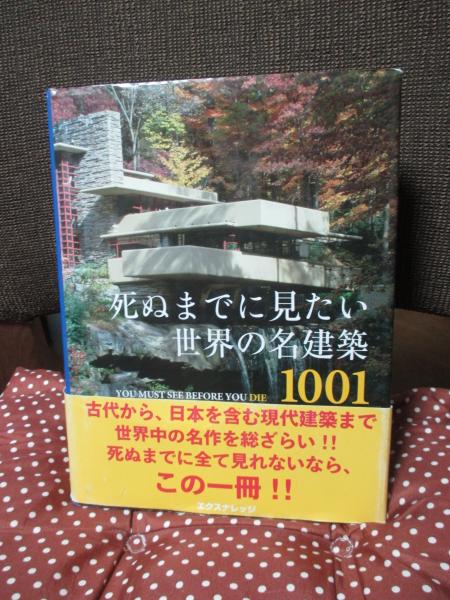 死ぬまでに見たい
世界の名建築
YOU MUST SEE BEFORE YOU DIE 1001
古代から、日本を含む現代建築まで
世界中の名作を総ざらい!!
死ぬまでに全て見れないなら、
この一冊!!
エクスナレッジ